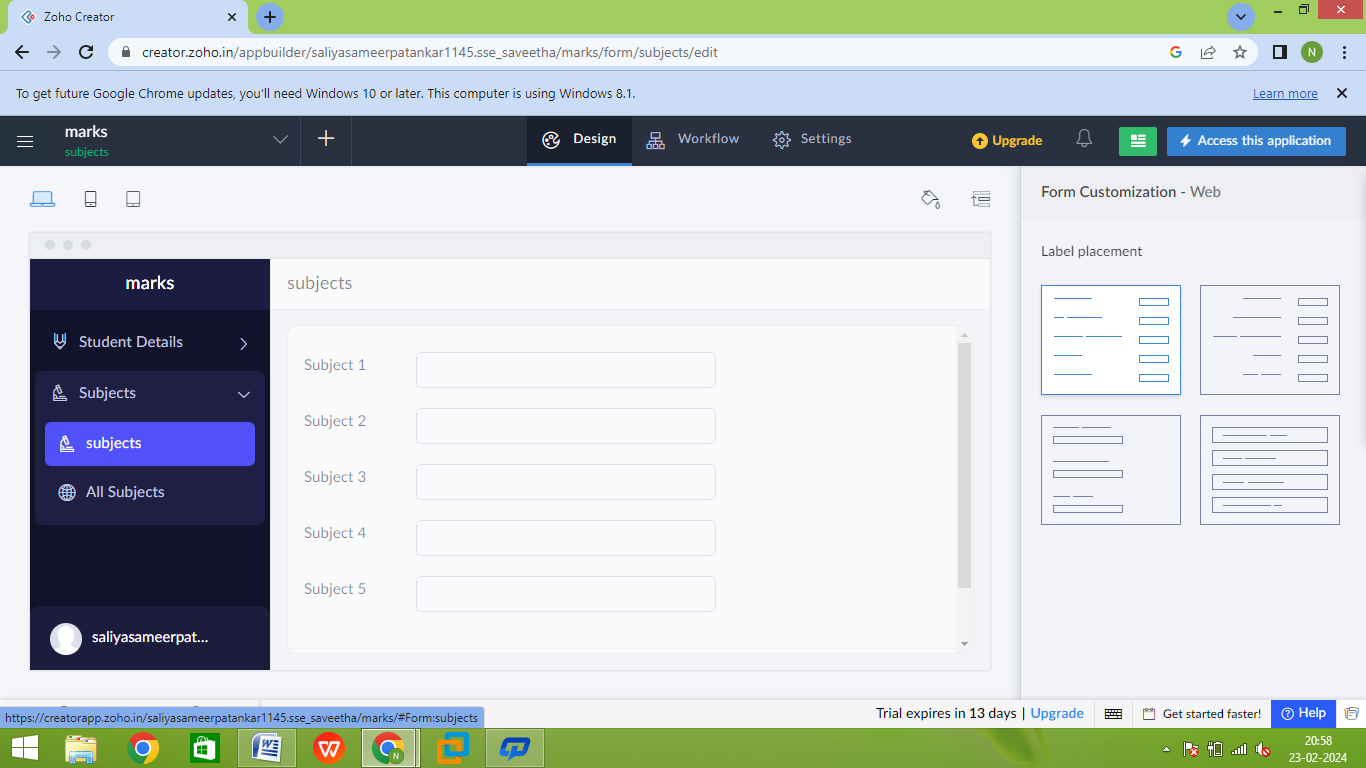 Zoho Creator
creator.zoho.in/appbuilder/saliyasameerpatankar1145.sse_saveetha/marks/form/subjects/edit
N
To get future Google Chrome updates, you'll need Windows 10 or later. This computer is using Windows 8.1.
Learn more
marks
subjects
Design
Workflow
Settings
Upgrade
Access this application
Form Customization - Web
Label placement
marks
subjects
Student Details
Subjects
subjects
All Subjects
saliyasameerpat...
Subject 1
Subject 2
Subject 3
Subject 4
Subject 5
https://creatorapp.zoho.in/saliyasameerpatankar1145.sse_saveetha/marks/#Form:subjects
Trial expires in 13 days | Upgrade
Get started faster!
Help
20:58
23-02-2024